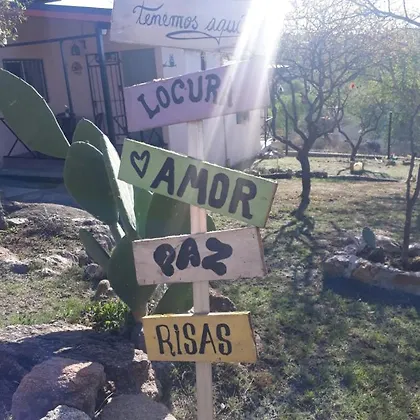 Tenemos aquí
LOCURA
AMOR
PAZ
RISAS